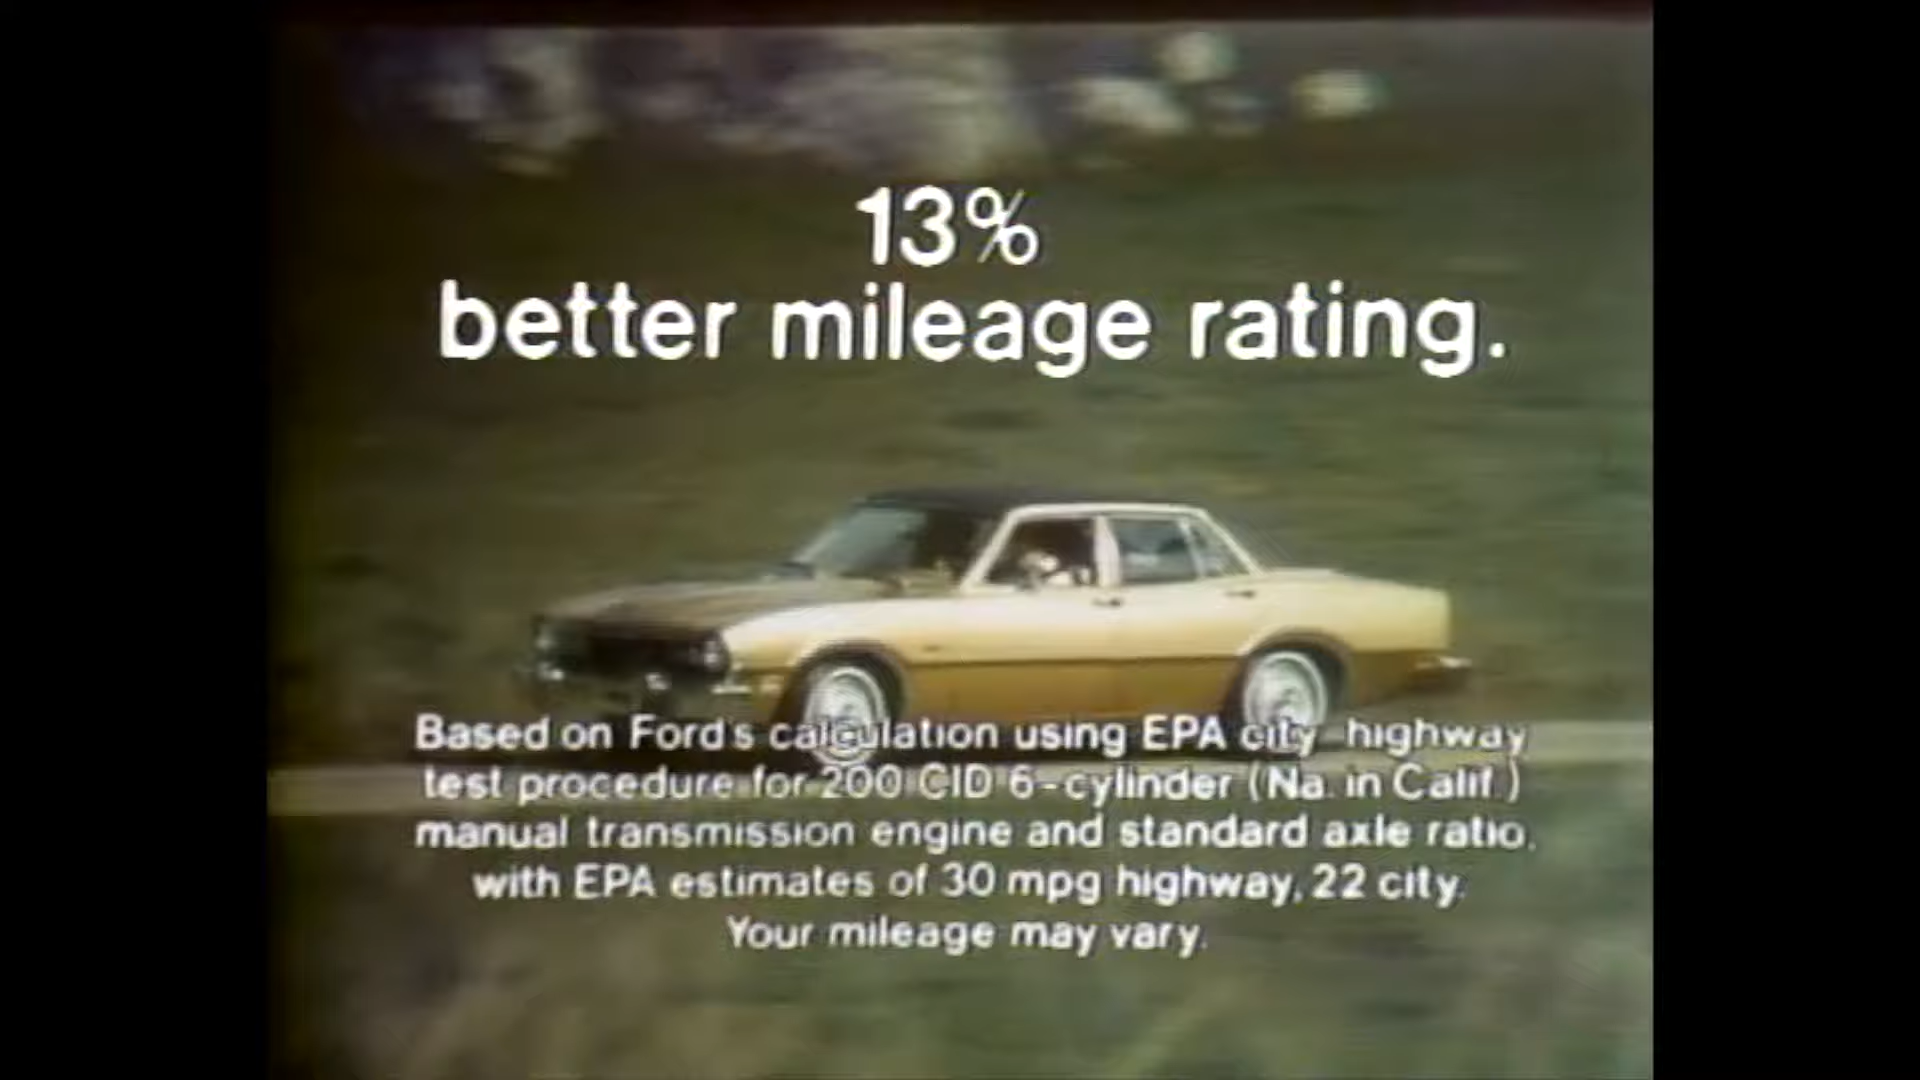 13%
better mileage rating.
Based on Ford's calculation using EPA city highway
test procedure for 200 CID 6-cylinder (Na. in Calif.)
manual transmission engine and standard axle ratio,
with EPA estimates of 30 mpg highway, 22 city.
Your mileage may vary.